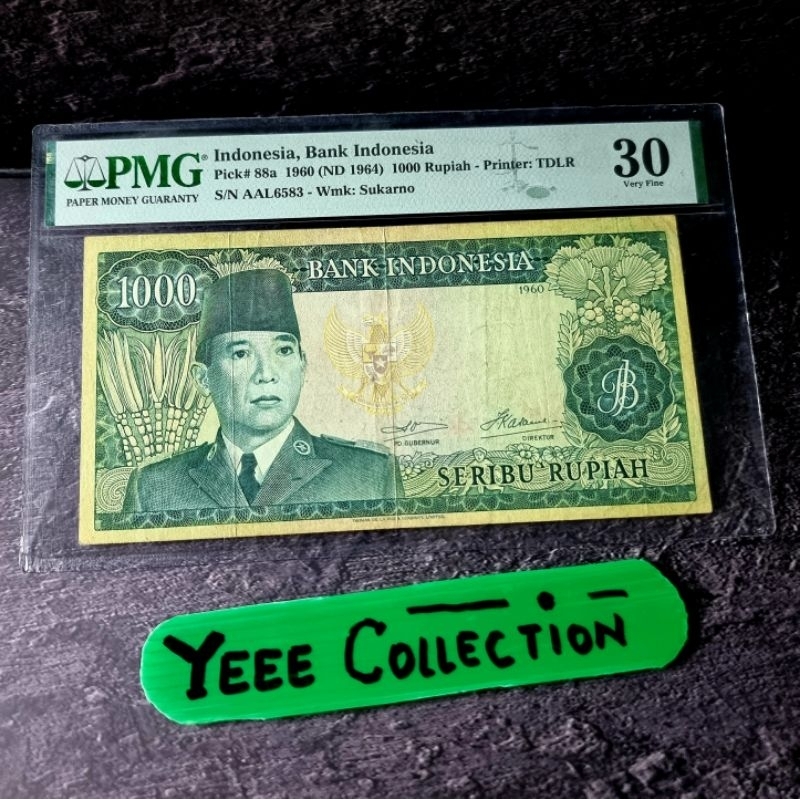 PMG®
PAPER MONEY GUARANTY
Indonesia, Bank Indonesia
Pick# 88a 1960 (ND 1964) 1000 Rupiah - Printer: TDLR
S/N AAL6583 - Wmk: Sukarno
30
Very Fine
1000
BANK INDONESIA
1960
PD GUBERNUR
DIREKTUR
SERIBU RUPIAH
YEEE COLLECTION